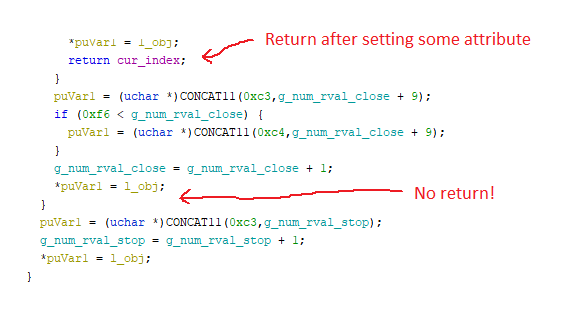 *puVar1 = l_obj;
Return after setting some attribute
return cur_index;
}
puVar1 = (uchar *)CONCAT11(0xc3,g_num_rval_close + 9);
if (0xf6 < g_num_rval_close) {
puVar1 = (uchar *)CONCAT11(0xc4,g_num_rval_close + 9);
}
g_num_rval_close = g_num_rval_close + 1;
*puVar1 = l_obj;
No return!
}
puVar1 = (uchar *)CONCAT11(0xc3,g_num_rval_stop);
g_num_rval_stop = g_num_rval_stop + 1;
*puVar1 = l_obj;
}